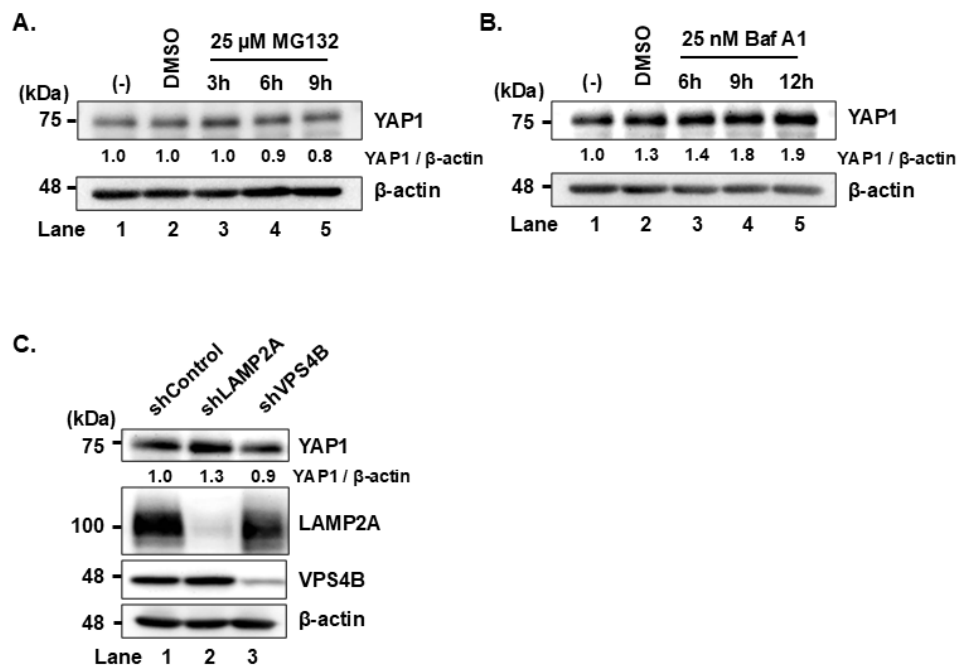 A.
25 µM MG132
(-) DMSO 3h 6h 9h
(kDa)
75 YAP1
1.0 1.0 1.0 0.9 0.8 YAP1 / β-actin
48 β-actin
Lane 1 2 3 4 5
B.
25 nM Baf A1
(-) DMSO 6h 9h 12h
(kDa)
75 YAP1
1.0 1.3 1.4 1.8 1.9 YAP1 / β-actin
48 β-actin
Lane 1 2 3 4 5
C.
shControl shLAMP2A shVPS4B
(kDa)
75 YAP1
1.0 1.3 0.9 YAP1 / β-actin
100 LAMP2A
48 VPS4B
48 β-actin
Lane 1 2 3